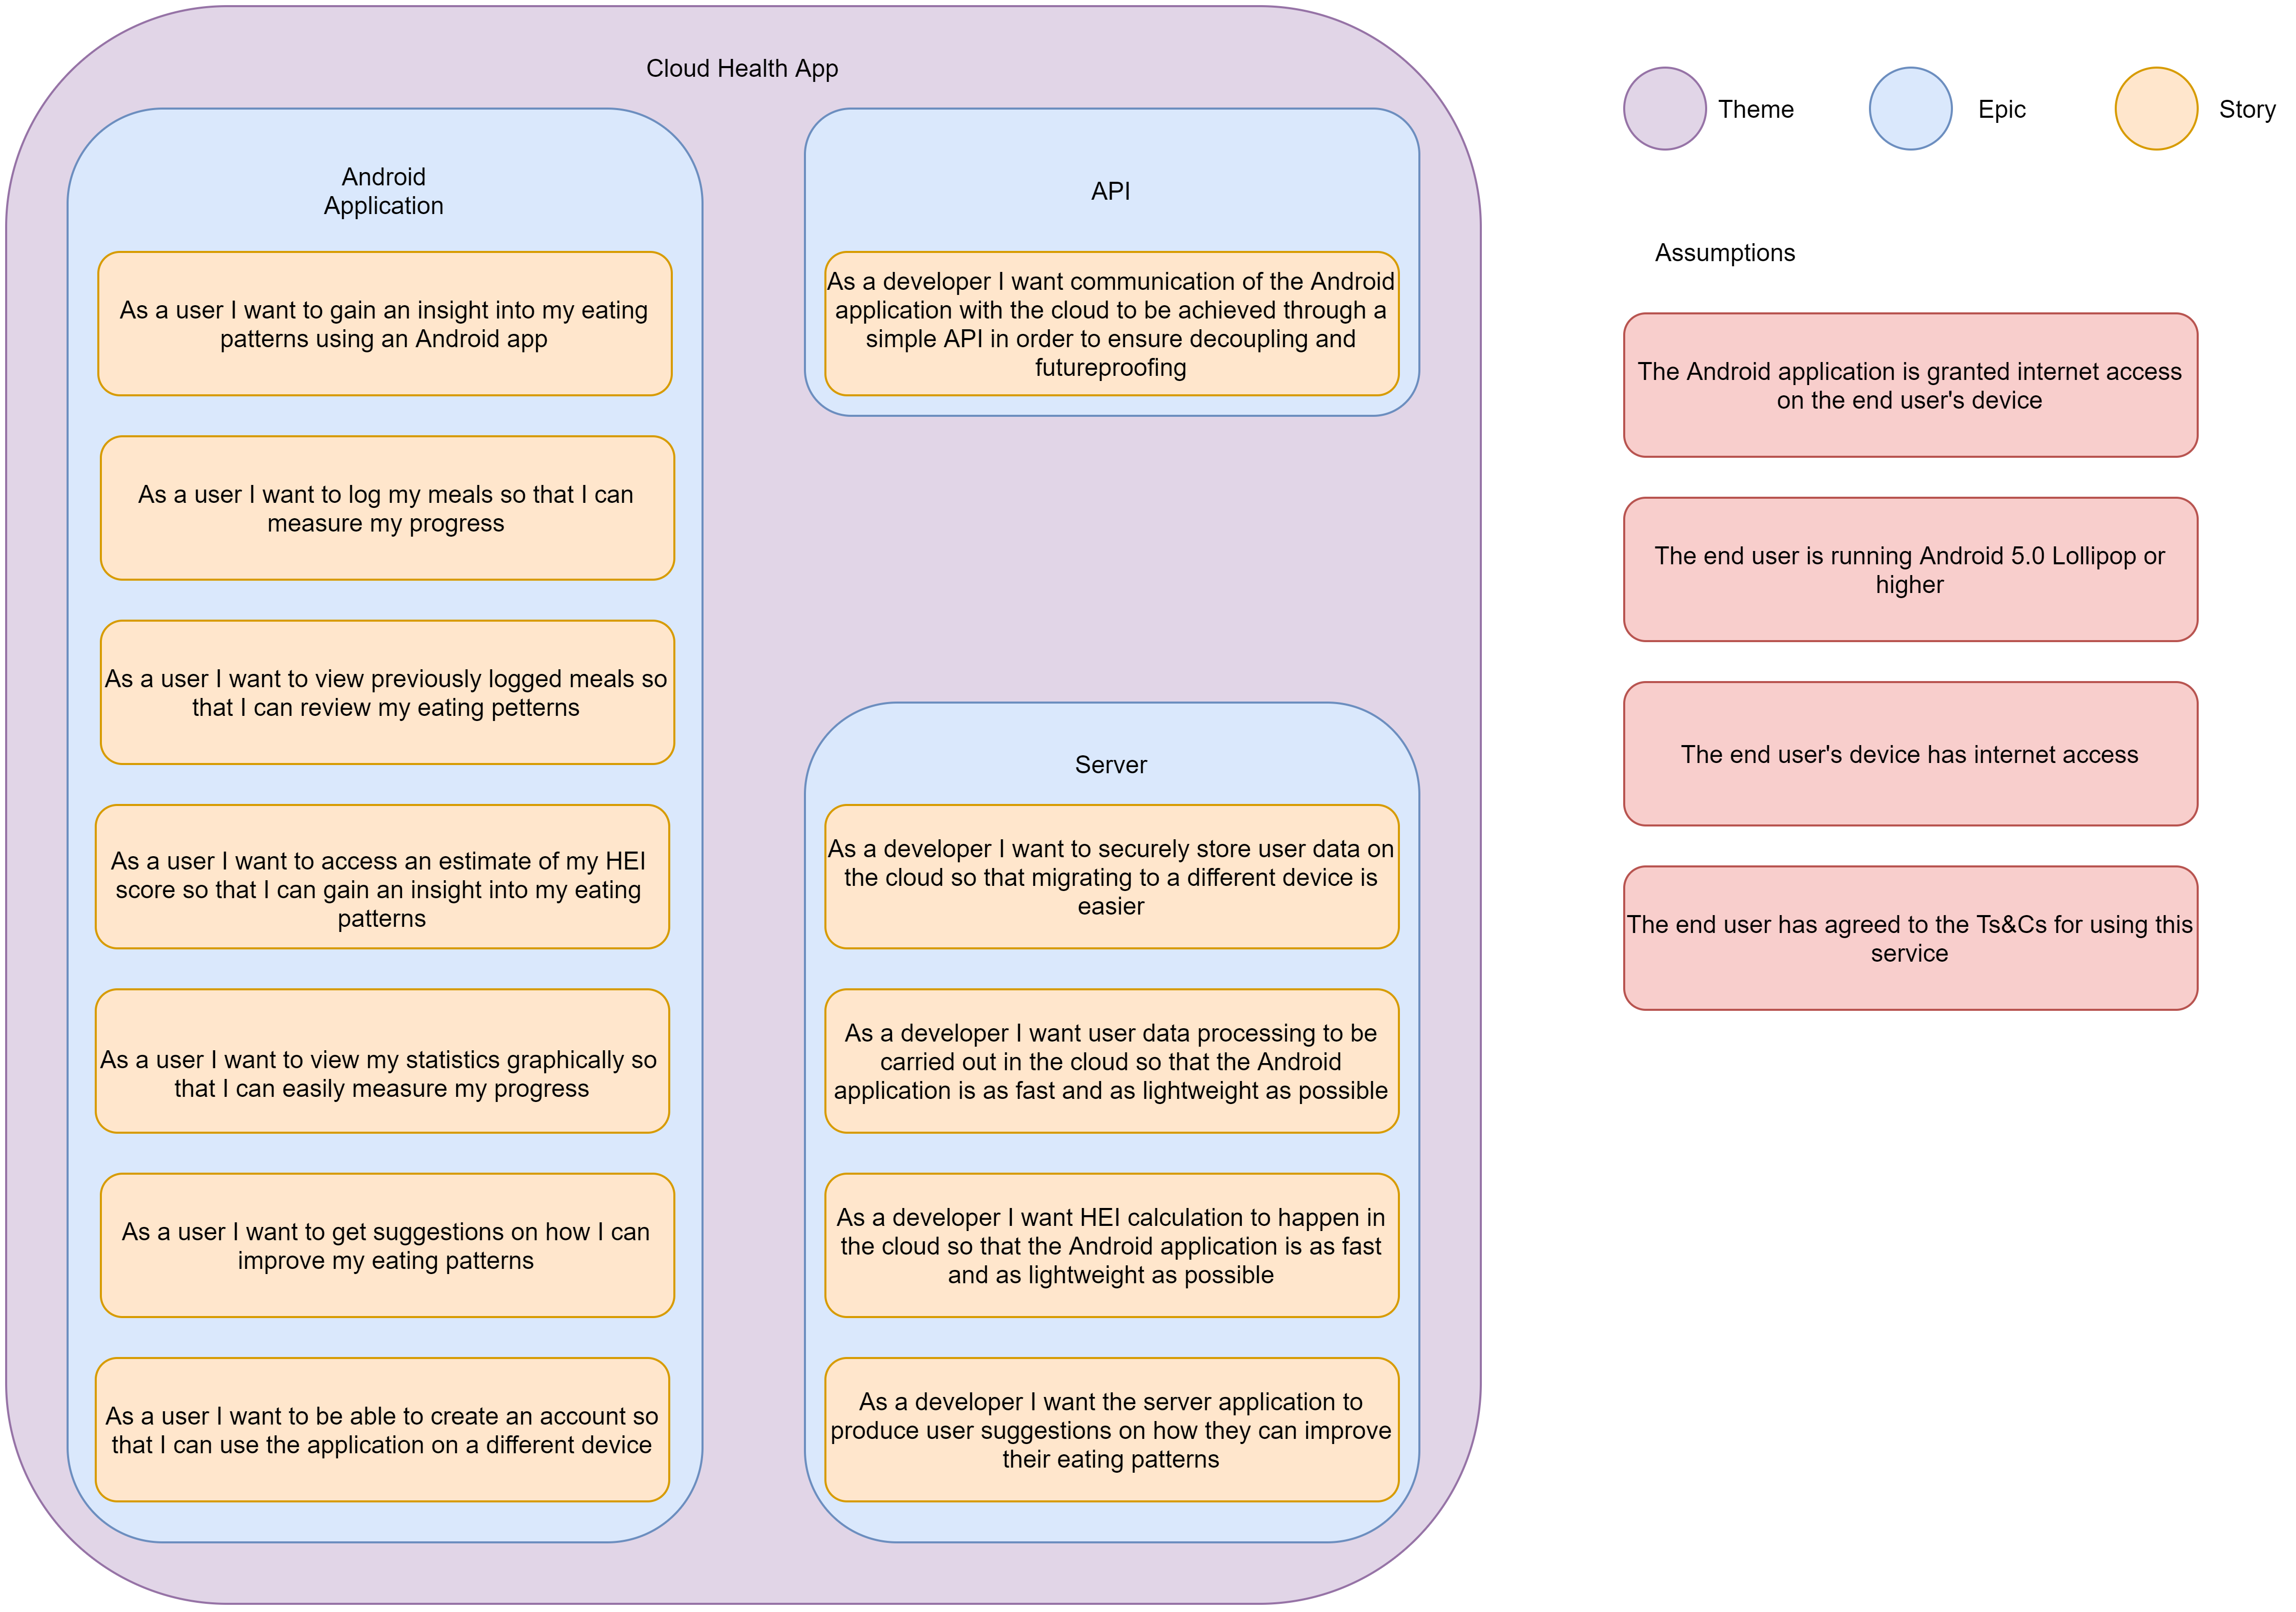 Cloud Health App
Android
Application
As a user I want to gain an insight into my eating
patterns using an Android app
As a user I want to log my meals so that I can
measure my progress
As a user I want to view previously logged meals so
that I can review my eating petterns
As a user I want to access an estimate of my HEI
score so that I can gain an insight into my eating
patterns
As a user I want to view my statistics graphically so
that I can easily measure my progress
As a user I want to get suggestions on how I can
improve my eating patterns
As a user I want to be able to create an account so
that I can use the application on a different device
API
As a developer I want communication of the Android
application with the cloud to be achieved through a
simple API in order to ensure decoupling and
futureproofing
Server
As a developer I want to securely store user data on
the cloud so that migrating to a different device is
easier
As a developer I want user data processing to be
carried out in the cloud so that the Android
application is as fast and as lightweight as possible
As a developer I want HEI calculation to happen in
the cloud so that the Android application is as fast
and as lightweight as possible
As a developer I want the server application to
produce user suggestions on how they can improve
their eating patterns
Theme
Epic
Story
Assumptions
The Android application is granted internet access
on the end user's device
The end user is running Android 5.0 Lollipop or
higher
The end user's device has internet access
The end user has agreed to the Ts&Cs for using this
service